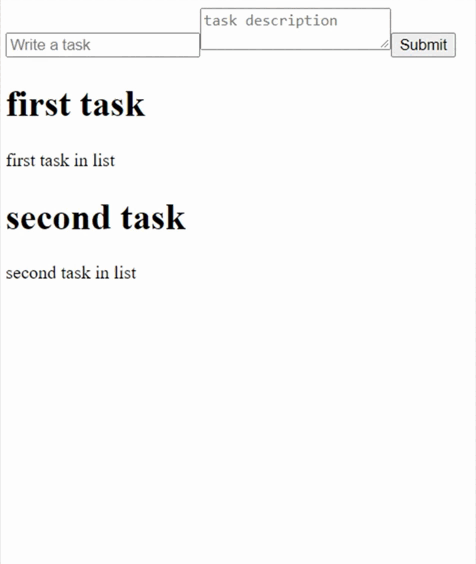 task description
Write a task
Submit
first task
first task in list
second task
second task in list